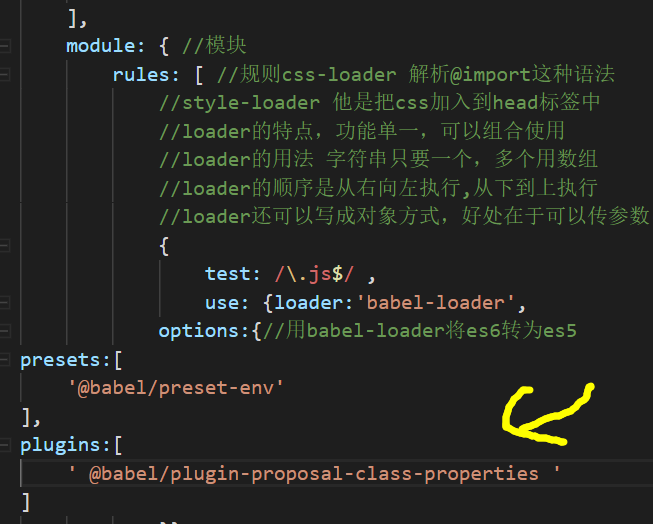 ],
module: { //模块
rules: [ //规则css-loader 解析@import这种语法
//style-loader 他是把css加入到head标签中
//loader的特点，功能单一，可以组合使用
//loader的用法 字符串只要一个，多个用数组
//loader的顺序是从右向左执行,从下到上执行
//loader还可以写成对象方式，好处在于可以传参数
{
test: /\.js$/ ,
use: {loader:'babel-loader',
options:{//用babel-loader将es6转为es5
presets:[
'@babel/preset-env'
],
plugins:[
' @babel/plugin-proposal-class-properties '
]